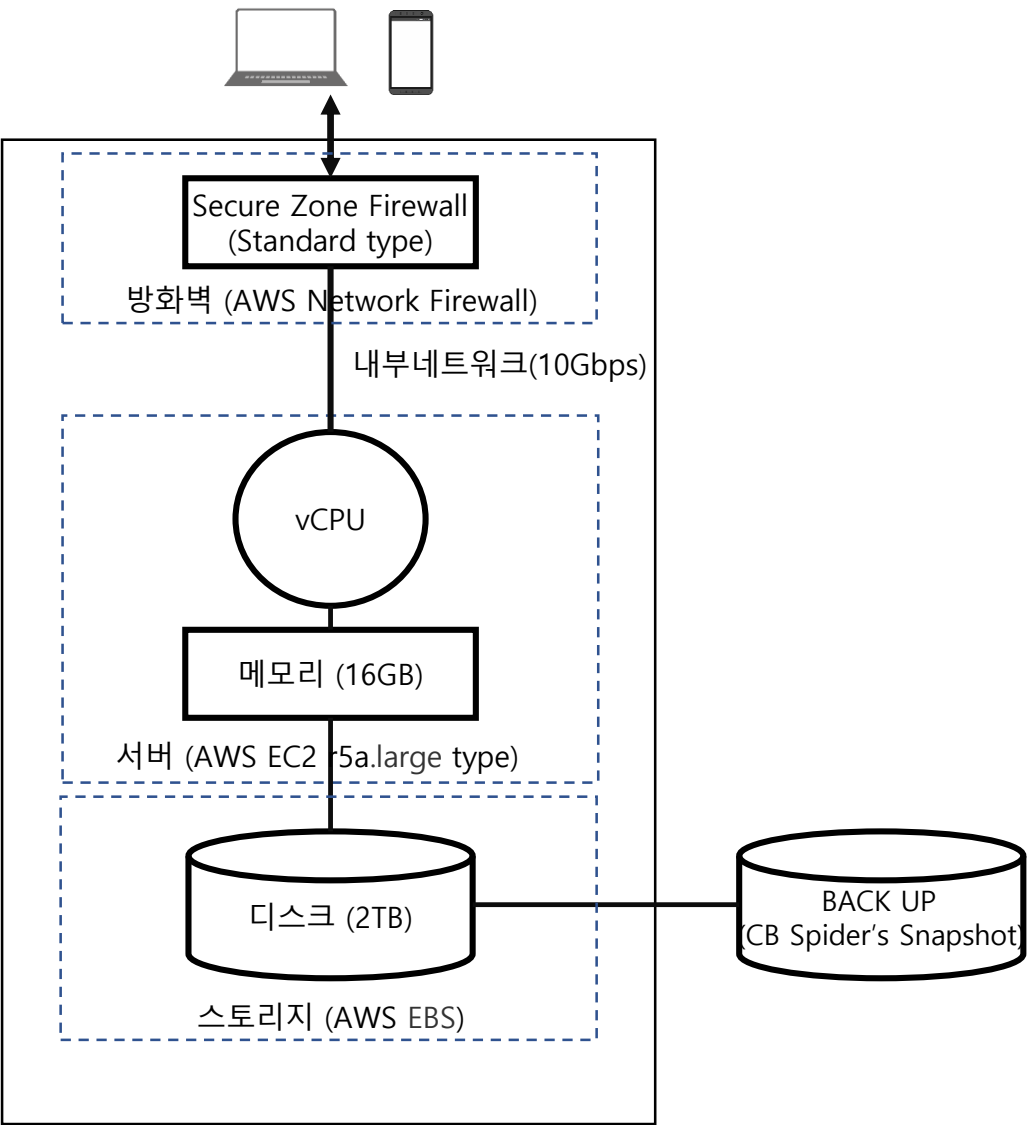 Secure Zone Firewall
(Standard type)
방화벽 (AWS Network Firewall)
내부네트워크(10Gbps)
vCPU
메모리 (16GB)
서버 (AWS EC2 r5a.large type)
디스크 (2TB)
스토리지 (AWS EBS)
BACK UP
(CB Spider's Snapshot)